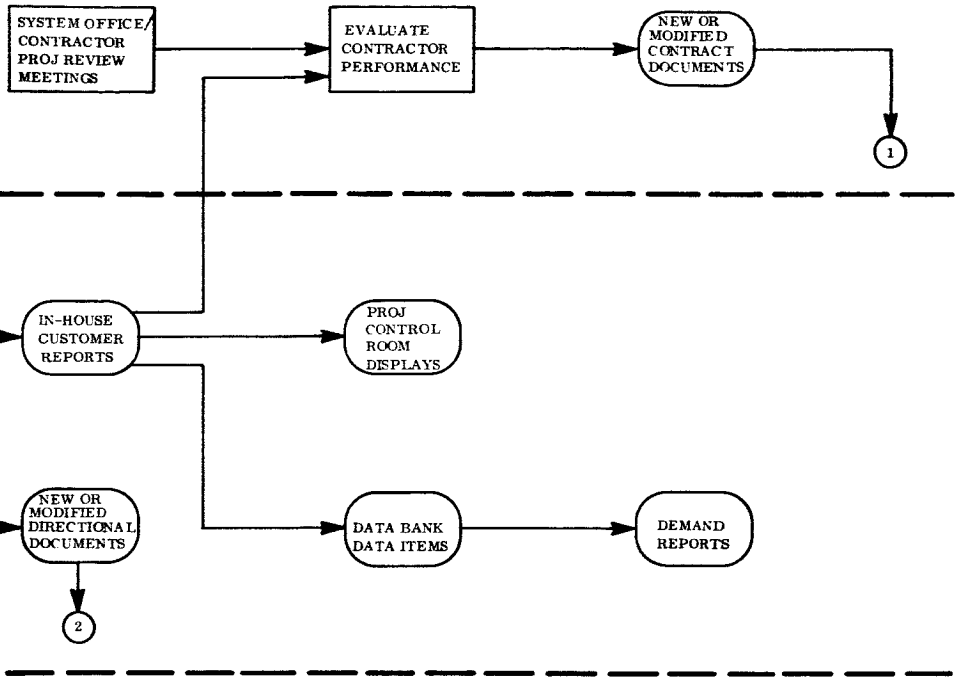 SYSTEM OFFICE/
CONTRACTOR
PROJ REVIEW
MEETINGS
EVALUATE
CONTRACTOR
PERFORMANCE
NEW OR
MODIFIED
CONTRACT
DOCUMENTS
1
IN-HOUSE
CUSTOMER
REPORTS
PROJ
CONTROL
ROOM
DISPLAYS
NEW OR
MODIFIED
DIRECTIONAL
DOCUMENTS
DATA BANK
DATA ITEMS
DEMAND
REPORTS
2